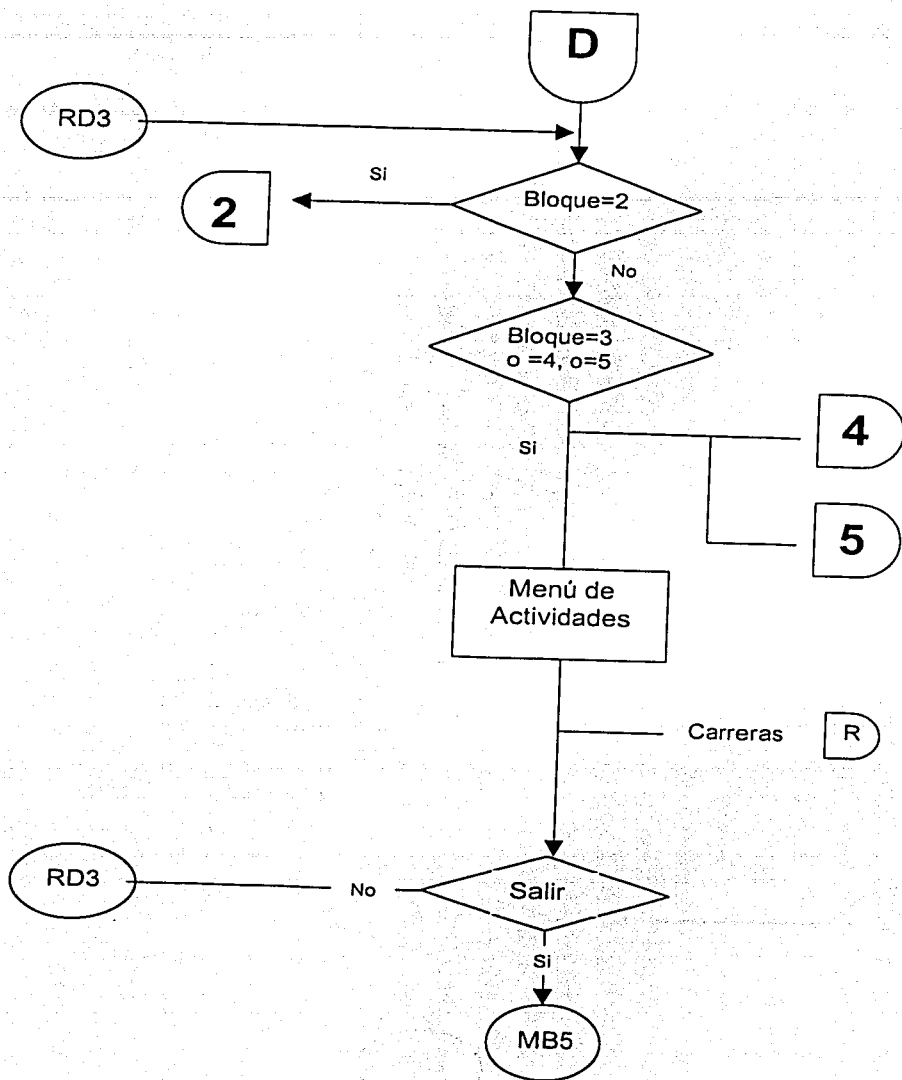 D
RD3
Si
2
Bloque=2
No
Bloque=3
o =4, o=5
Si
4
5
Menú de
Actividades
Carreras
R
RD3
No
Salir
Si
MB5